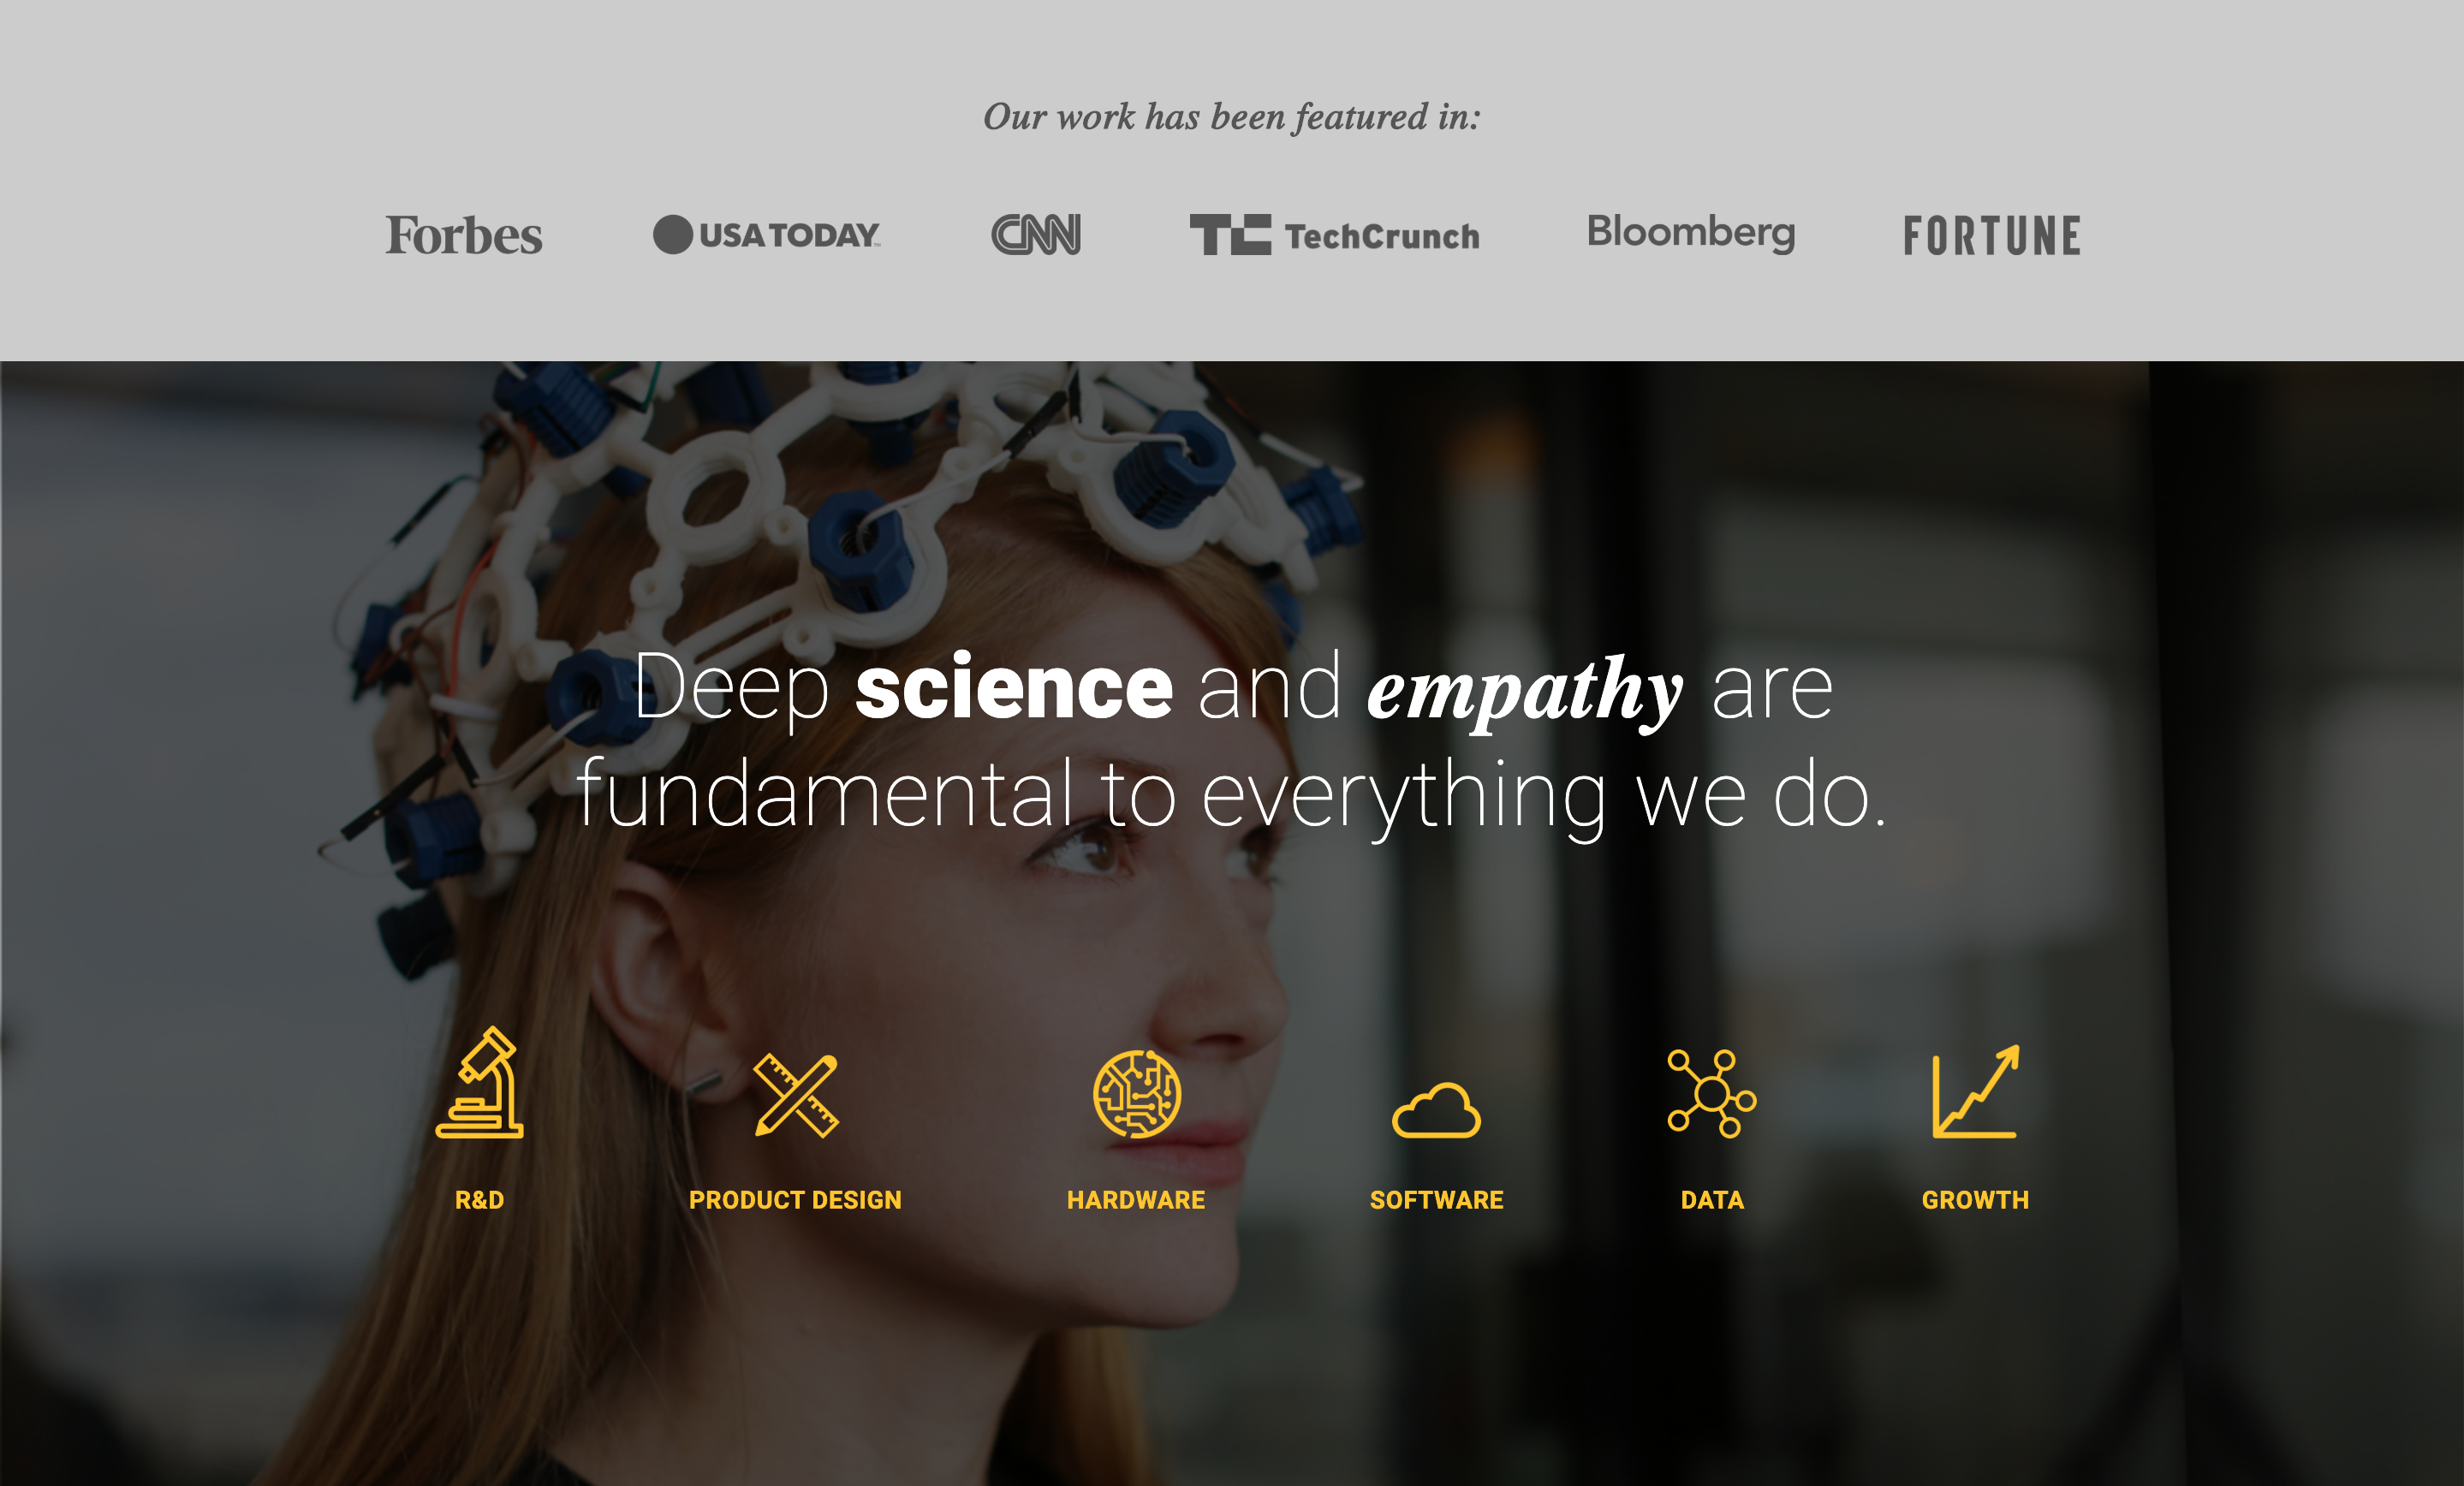 Our work has been featured in:
Forbes USA TODAY CNN TC TechCrunch Bloomberg FORTUNE
Deep science and empathy are
fundamental to everything we do.
R&D PRODUCT DESIGN HARDWARE SOFTWARE DATA GROWTH